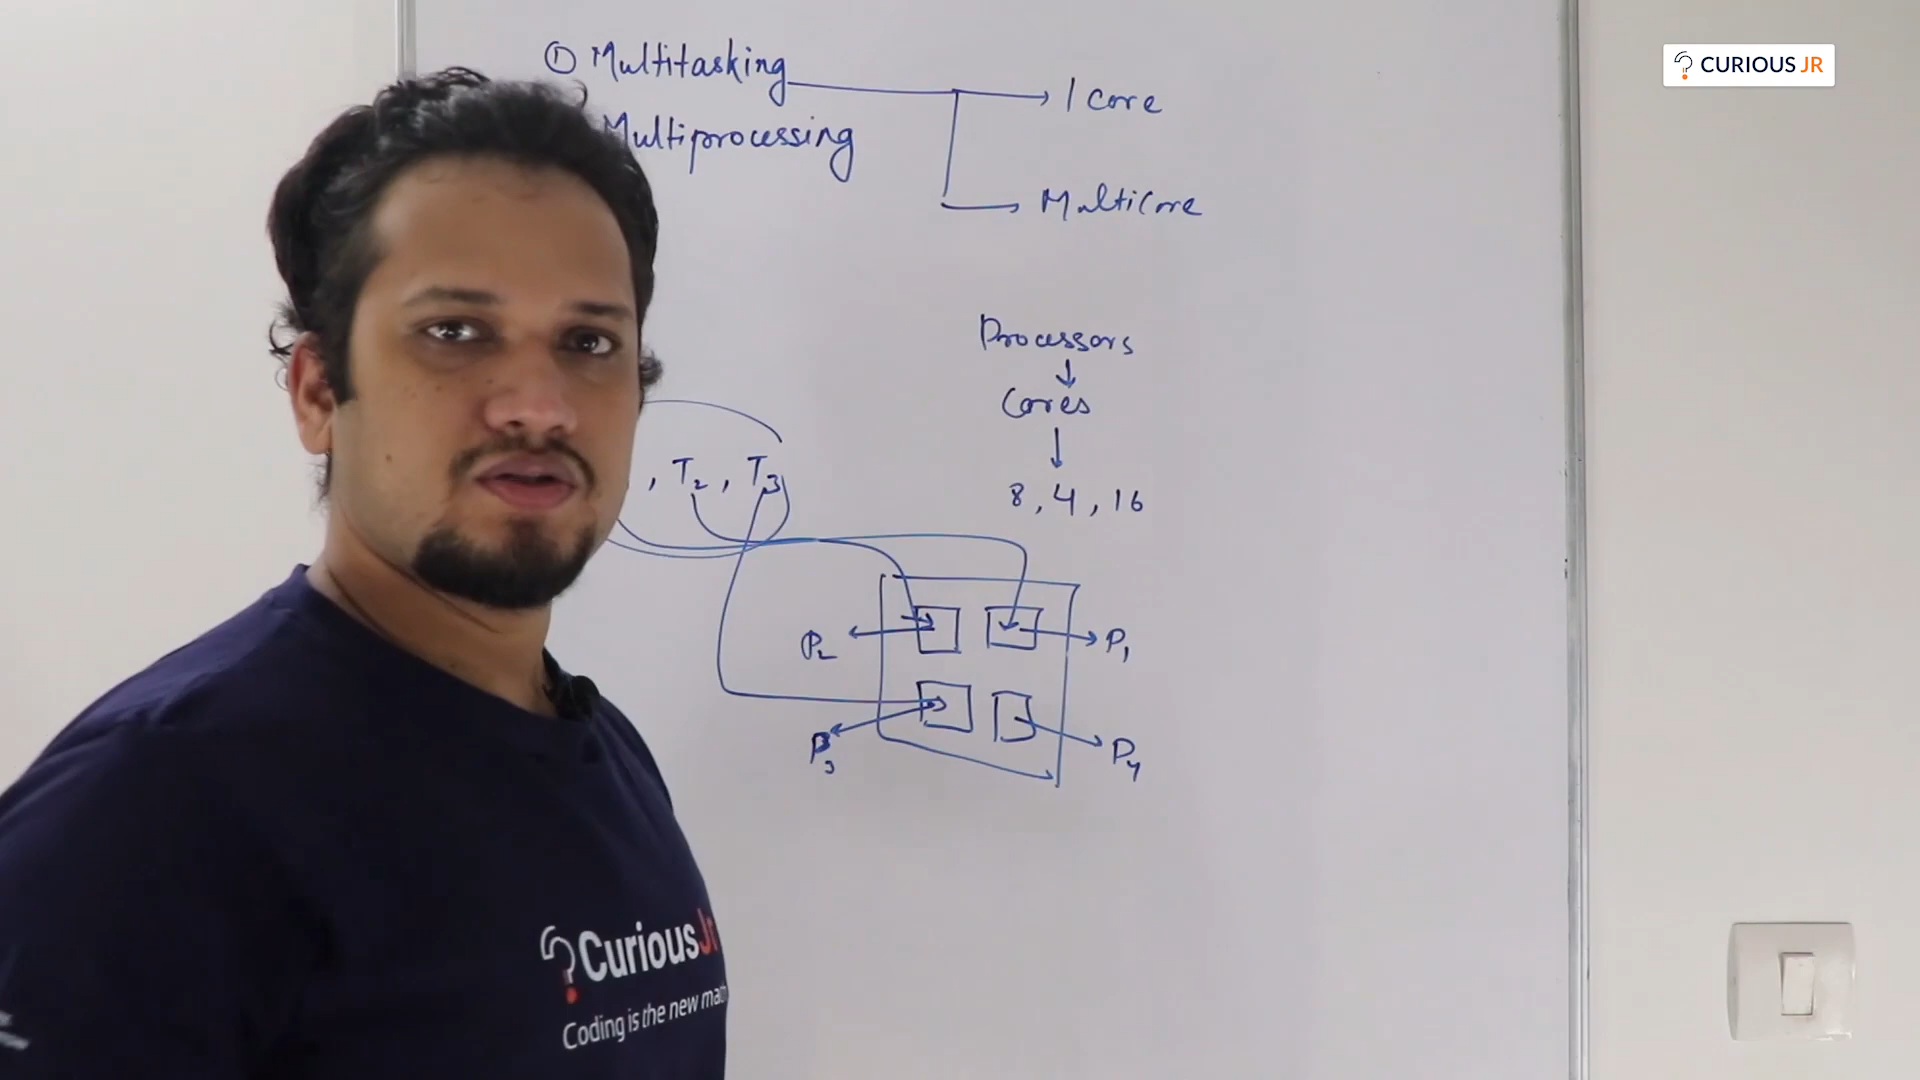 ① Multitasking → 1 core
Multiprocessing
Multicore
Processors
↓
Cores
↓
8, 4, 16
, T2, T3
P2
P1
P3
P4
CURIOUS JR
CuriousJr
Coding is the new mat